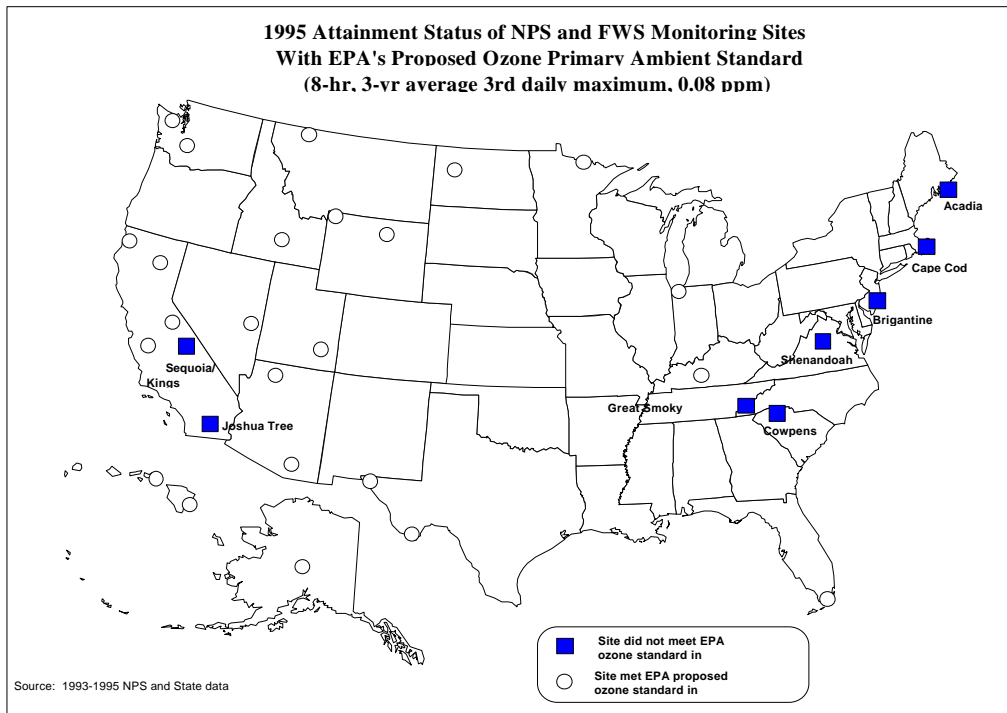 1995 Attainment Status of NPS and FWS Monitoring Sites
With EPA's Proposed Ozone Primary Ambient Standard
(8-hr, 3-yr average 3rd daily maximum, 0.08 ppm)
Acadia
Cape Cod
Brigantine
Shenandoah
Sequoia/
Kings
Great Smoky
Joshua Tree
Cowpens
Site did not meet EPA
ozone standard in
Site met EPA proposed
ozone standard in
Source: 1993-1995 NPS and State data